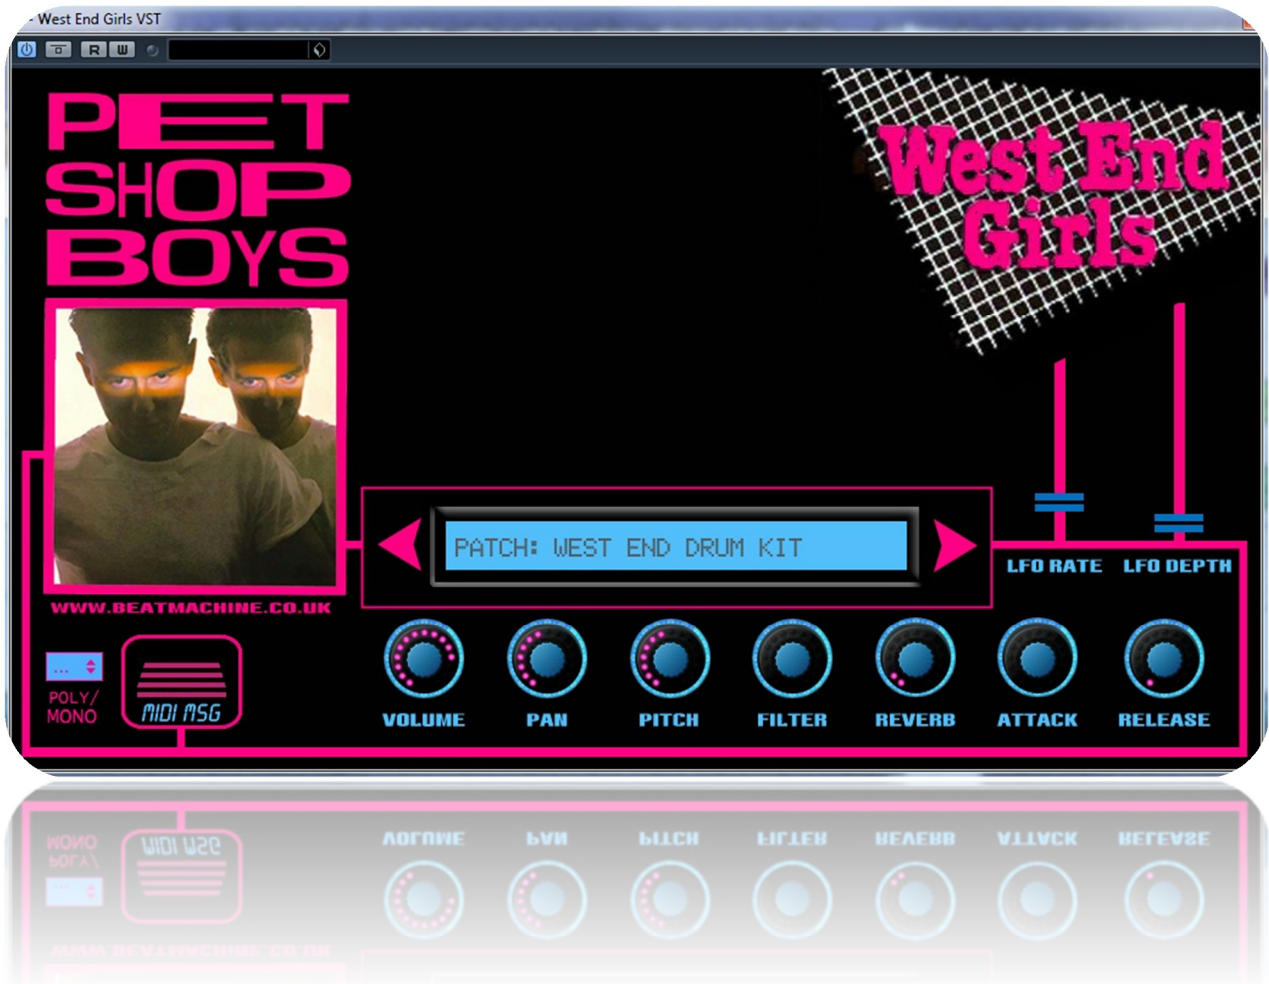 - West End Girls VST
R W
PET
SHOP
BOYS
West End
Girls
PATCH: WEST END DRUM KIT
LFO RATE LFO DEPTH
WWW.BEATMACHINE.CO.UK
...
POLY/
MONO
MIDI MSG
VOLUME PAN PITCH FILTER REVERB ATTACK RELEASE